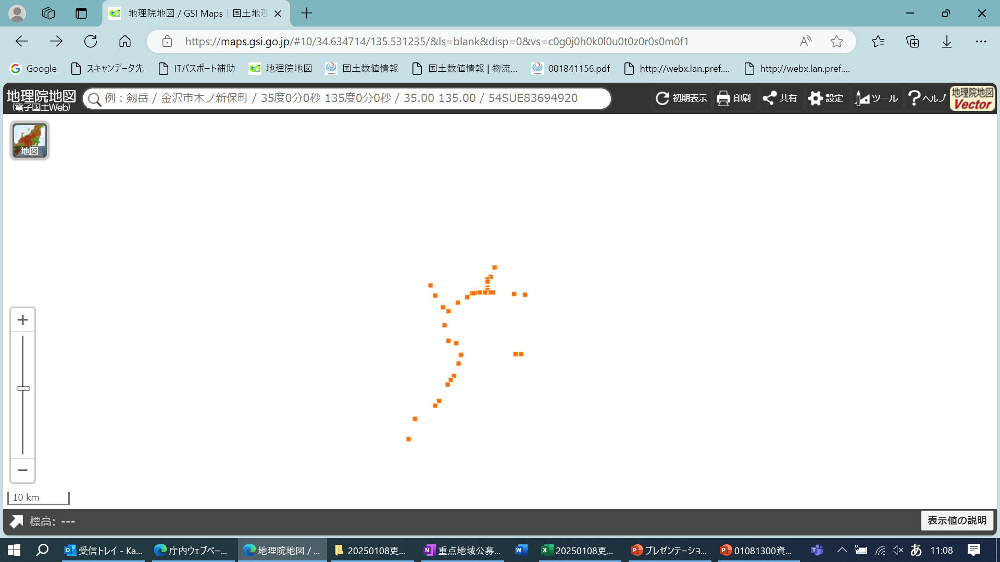 地理院地図 / GSI Maps｜国土地理
https://maps.gsi.go.jp/#10/34.634714/135.531235/&ls=blank&disp=0&vs=c0g0j0h0k0l0u0t0z0r0s0m0f1
Google スキャンデータ先 ITパスポート補助 地理院地図 国土数値情報 国土数値情報 | 物流... 001841156.pdf http://webx.lan.pref.... http://webx.lan.pref....
地理院地図
(電子国土Web)
例：剱岳 / 金沢市木ノ新保町 / 35度0分0秒 135度0分0秒 / 35.00 135.00 / 54SUE83694920
初期表示 印刷 共有 設定 ツール ヘルプ
地理院地図
Vector
地図
+
−
10 km
標高: ---
表示値の説明
受信トレイ - Ka... 庁内ウェブペー... 地理院地図 / ... 20250108更... 重点地域公募... 20250108更... プレゼンテーショ... 01081300資... あ 11:08